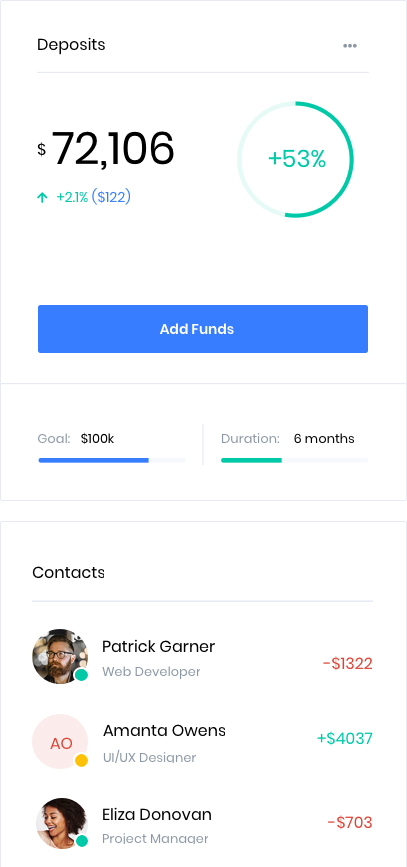 Deposits
$ 72,106
+53%
+2.1% ($122)
Add Funds
Goal: $100k
Duration: 6 months
Contacts
Patrick Garner
Web Developer
-$1322
AO
Amanta Owens
UI/UX Designer
+$4037
Eliza Donovan
Project Manager
-$703